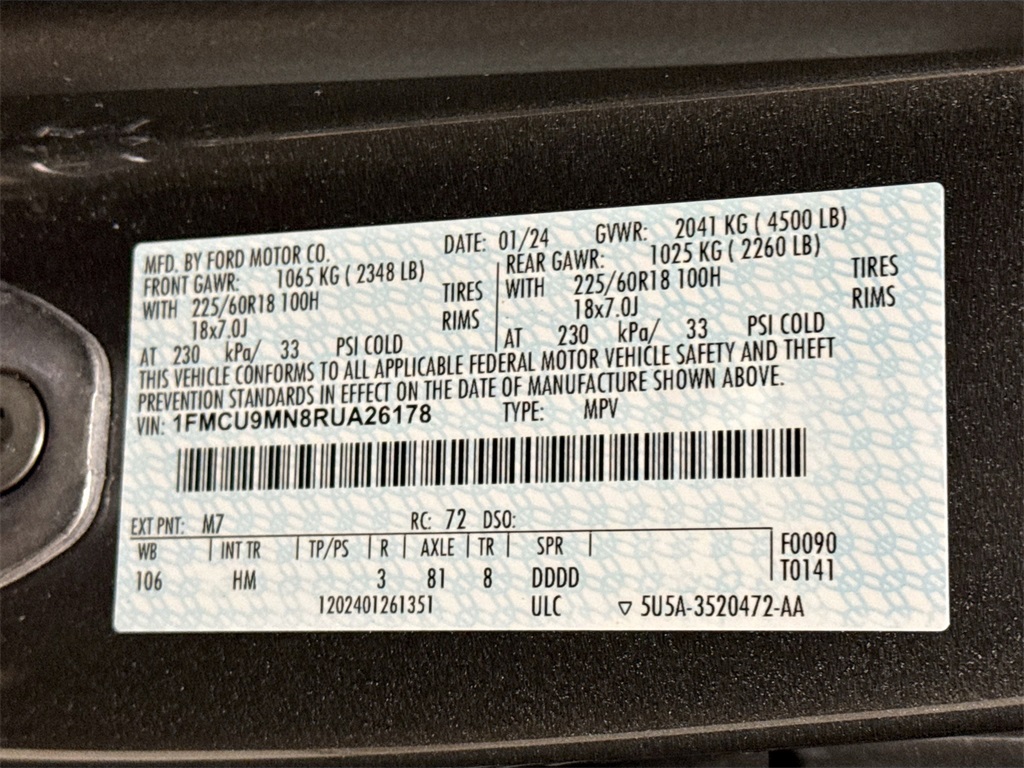 MFD. BY FORD MOTOR CO. DATE: 01/24 GVWR: 2041 KG ( 4500 LB)
FRONT GAWR: 1065 KG ( 2348 LB) REAR GAWR: 1025 KG ( 2260 LB)
WITH 225/60R18 100H TIRES WITH 225/60R18 100H TIRES
18x7.0J RIMS 18x7.0J RIMS
AT 230 kPa/ 33 PSI COLD AT 230 kPa/ 33 PSI COLD
THIS VEHICLE CONFORMS TO ALL APPLICABLE FEDERAL MOTOR VEHICLE SAFETY AND THEFT
PREVENTION STANDARDS IN EFFECT ON THE DATE OF MANUFACTURE SHOWN ABOVE.
VIN: 1FMCU9MN8RUA26178 TYPE: MPV
EXT PNT: M7 RC: 72 DSO:
WB INT TR TP/PS R AXLE TR SPR F0090
106 HM 3 81 8 DDDD T0141
1202401261351 ULC ▽ 5U5A-3520472-AA